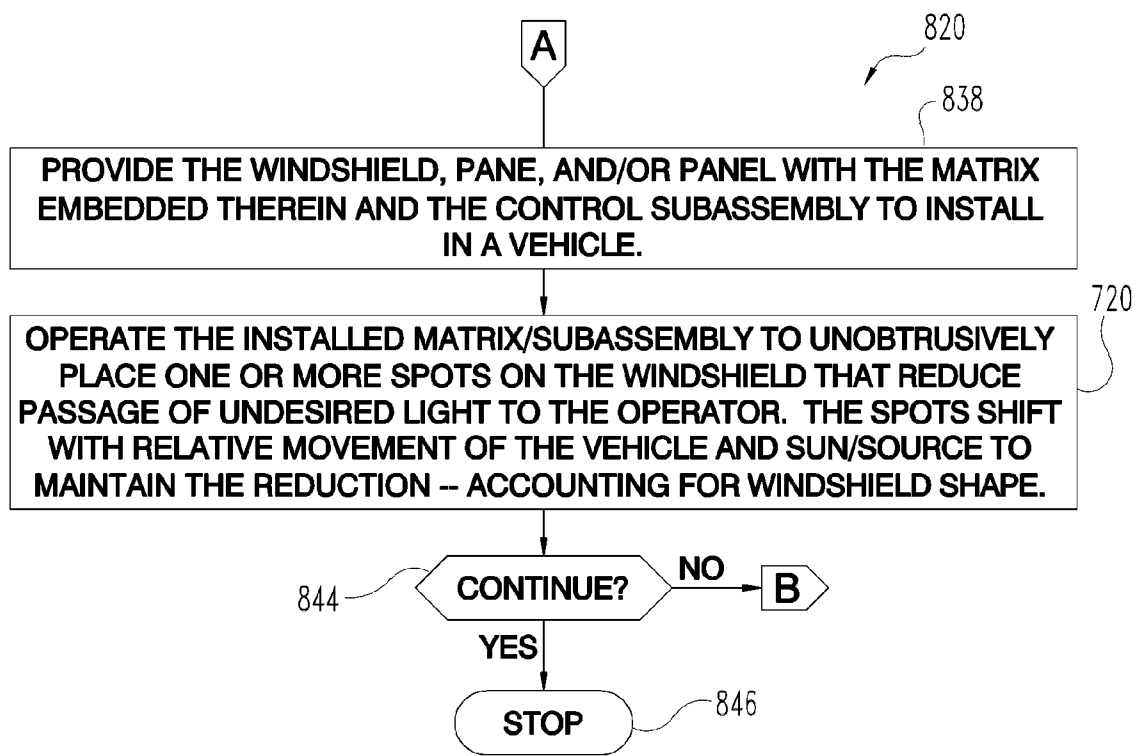 A
820
838
PROVIDE THE WINDSHIELD, PANE, AND/OR PANEL WITH THE MATRIX
EMBEDDED THEREIN AND THE CONTROL SUBASSEMBLY TO INSTALL
IN A VEHICLE.
720
OPERATE THE INSTALLED MATRIX/SUBASSEMBLY TO UNOBTRUSIVELY
PLACE ONE OR MORE SPOTS ON THE WINDSHIELD THAT REDUCE
PASSAGE OF UNDESIRED LIGHT TO THE OPERATOR. THE SPOTS SHIFT
WITH RELATIVE MOVEMENT OF THE VEHICLE AND SUN/SOURCE TO
MAINTAIN THE REDUCTION -- ACCOUNTING FOR WINDSHIELD SHAPE.
844
CONTINUE?
NO
B
YES
STOP
846